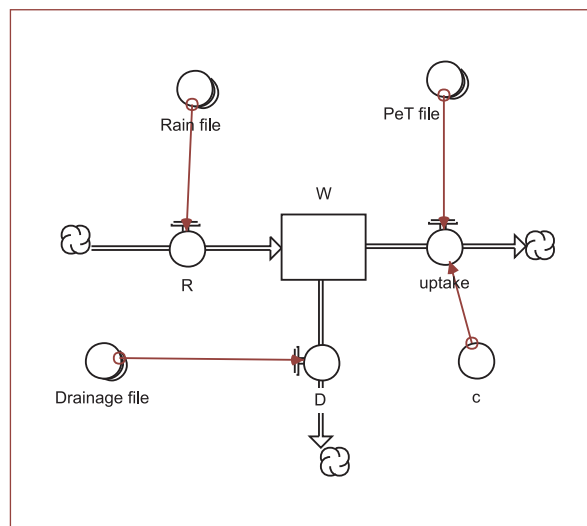 Rain file
PeT file
W
R
uptake
Drainage file
D
c